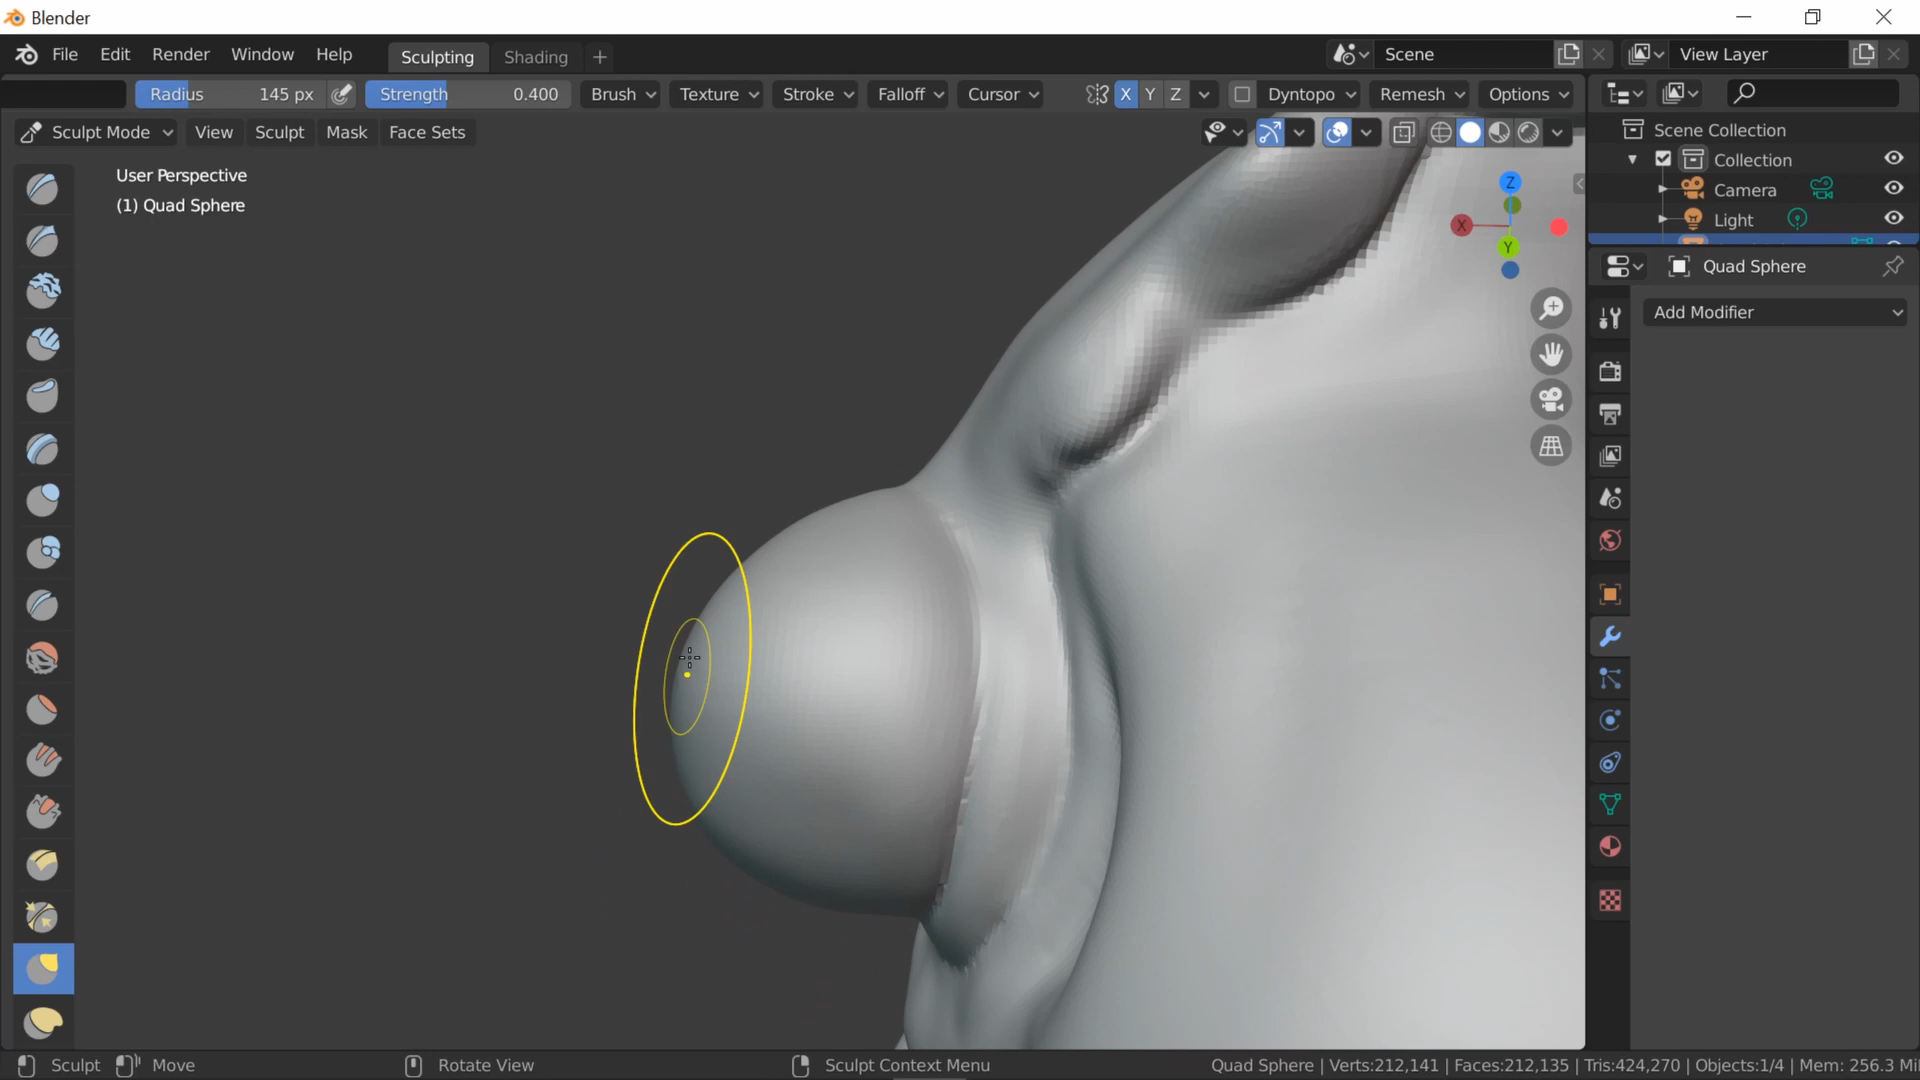 Blender
File Edit Render Window Help Sculpting Shading + Scene View Layer
Radius 145 px Strength 0.400 Brush Texture Stroke Falloff Cursor X Y Z Dyntopo Remesh Options
Sculpt Mode View Sculpt Mask Face Sets
Scene Collection
Collection
Camera
Light
User Perspective
(1) Quad Sphere
Z
X
Y
Quad Sphere
Add Modifier
Sculpt Move Rotate View Sculpt Context Menu Quad Sphere | Verts:212,141 | Faces:212,135 | Tris:424,270 | Objects:1/4 | Mem: 256.3 Mi